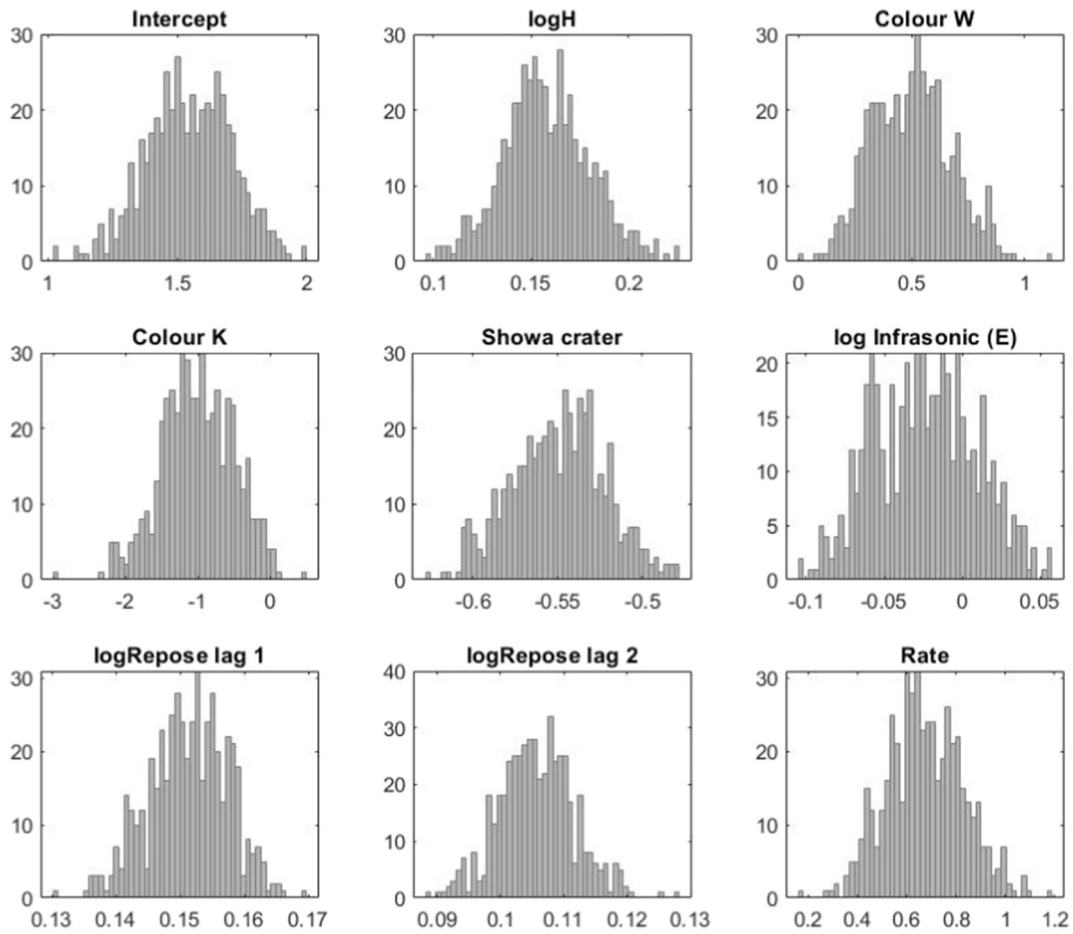 Intercept
30
20
10
0
1 1.5 2
logH
30
20
10
0
0.1 0.15 0.2
Colour W
30
20
10
0
0 0.5 1
Colour K
30
20
10
0
-3 -2 -1 0
Showa crater
30
20
10
0
-0.6 -0.55 -0.5
log Infrasonic (E)
20
15
10
5
0
-0.1 -0.05 0 0.05
logRepose lag 1
30
20
10
0
0.13 0.14 0.15 0.16 0.17
logRepose lag 2
40
30
20
10
0
0.09 0.1 0.11 0.12 0.13
Rate
30
20
10
0
0.2 0.4 0.6 0.8 1 1.2